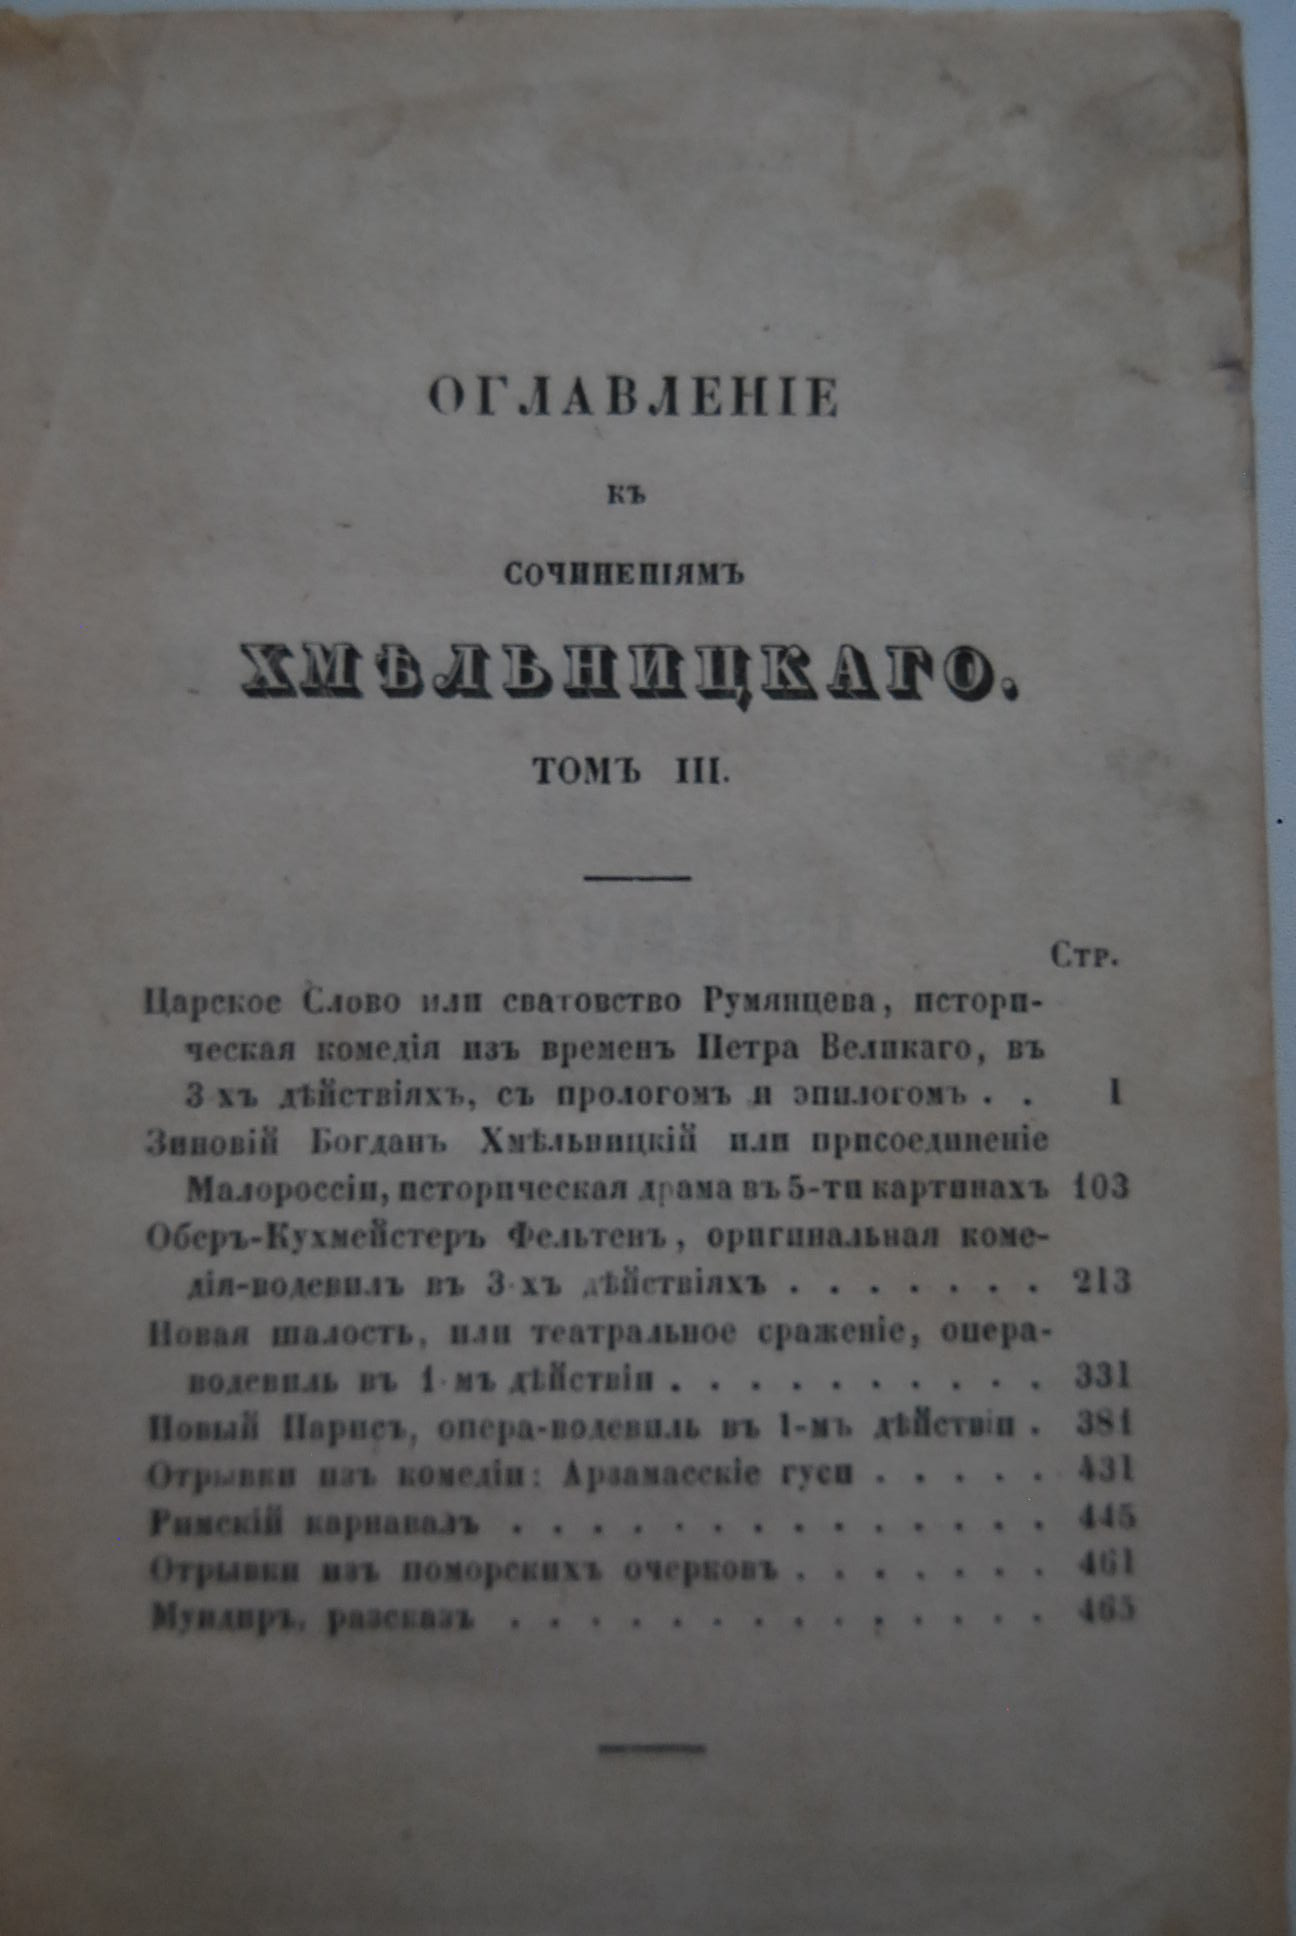 ОГЛАВЛЕНІЕ
къ
СОЧИНЕНІЯМЪ
ХМѢЛЬНИЦКАГО.
ТОМЪ III.
Стр.
Царское Слово или сватовство Румянцева, истори-
ческая комедія изъ временъ Петра Великаго, въ
3-хъ дѣйствіяхъ, съ прологомъ и эпилогомъ . . 1
Зиновій Богданъ Хмѣльницкій или присоединеніе
Малороссіи, историческая драма въ 5-ти картинахъ 103
Оберъ-Кухмейстеръ Фельтенъ, оригинальная коме-
дія-водевилъ въ 3-хъ дѣйствіяхъ . . . . . . . 213
Новая шалость, или театральное сраженіе, опера-
водевиль въ 1-мъ дѣйствіи . . . . . . . . . . 331
Новый Парисъ, опера-водевиль въ 1-мъ дѣйствіи . 381
Отрывки изъ комедіи: Арзамасскіе гуси . . . . . 431
Римскій карнавалъ . . . . . . . . . . . . . . 445
Отрывки изъ поморскихъ очерковъ . . . . . . . 461
Мундиръ, разсказъ . . . . . . . . . . . . . . 465